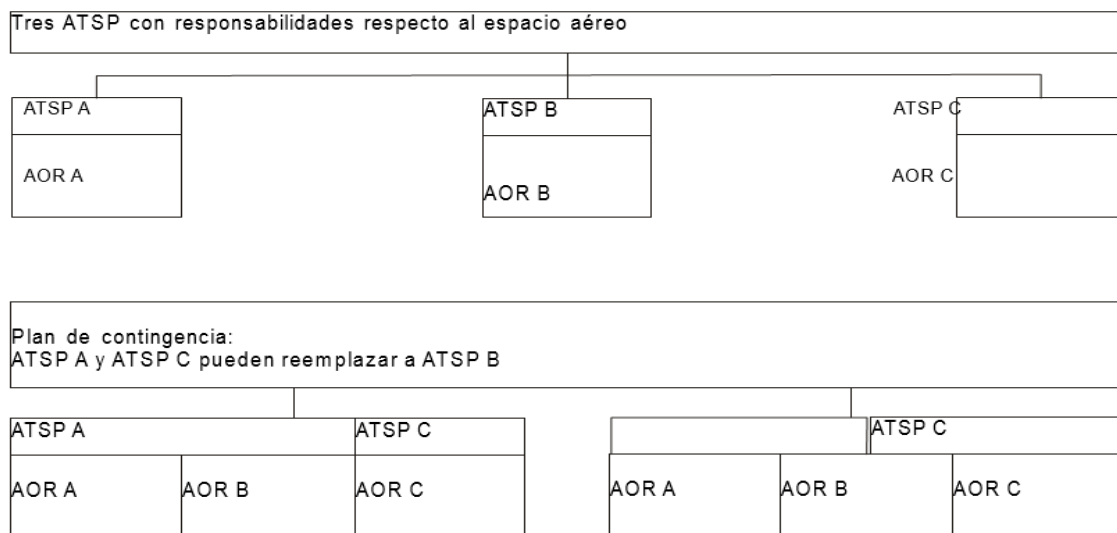 Tres ATSP con responsabilidades respecto al espacio aéreo
ATSP A
ATSP B
ATSP C
AOR A
AOR B
AOR C
Plan de contingencia:
ATSP A y ATSP C pueden reemplazar a ATSP B
ATSP A
ATSP C
ATSP C
AOR A
AOR B
AOR C
AOR A
AOR B
AOR C